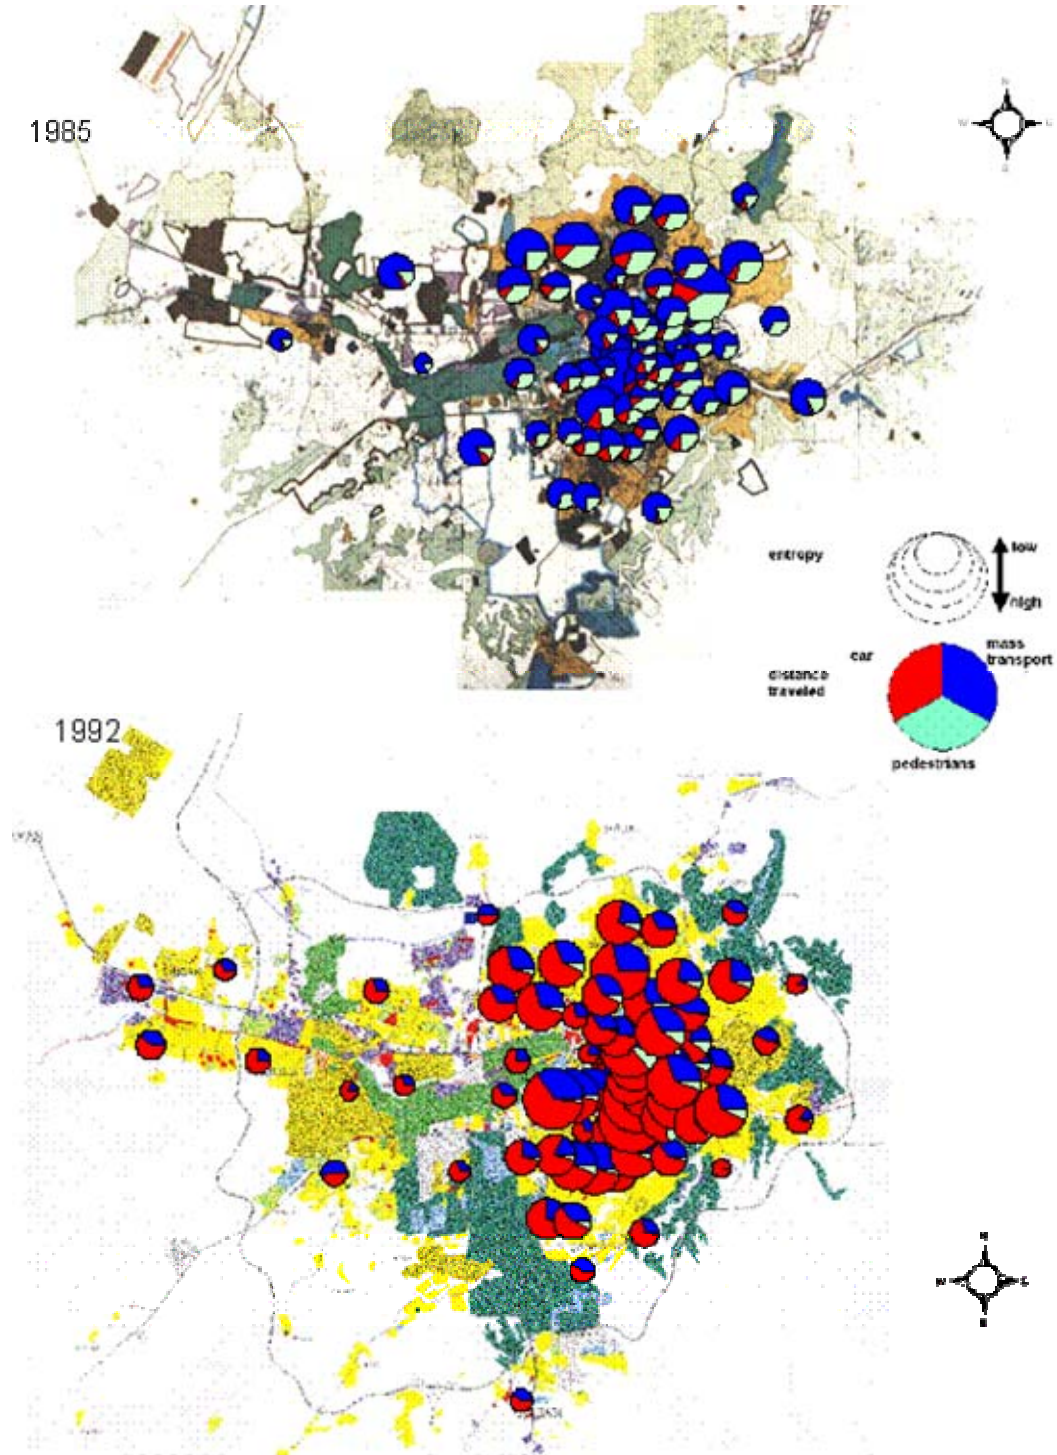 1985
entropy
low
high
car
mass
transport
distance
traveled
pedestrians
1992